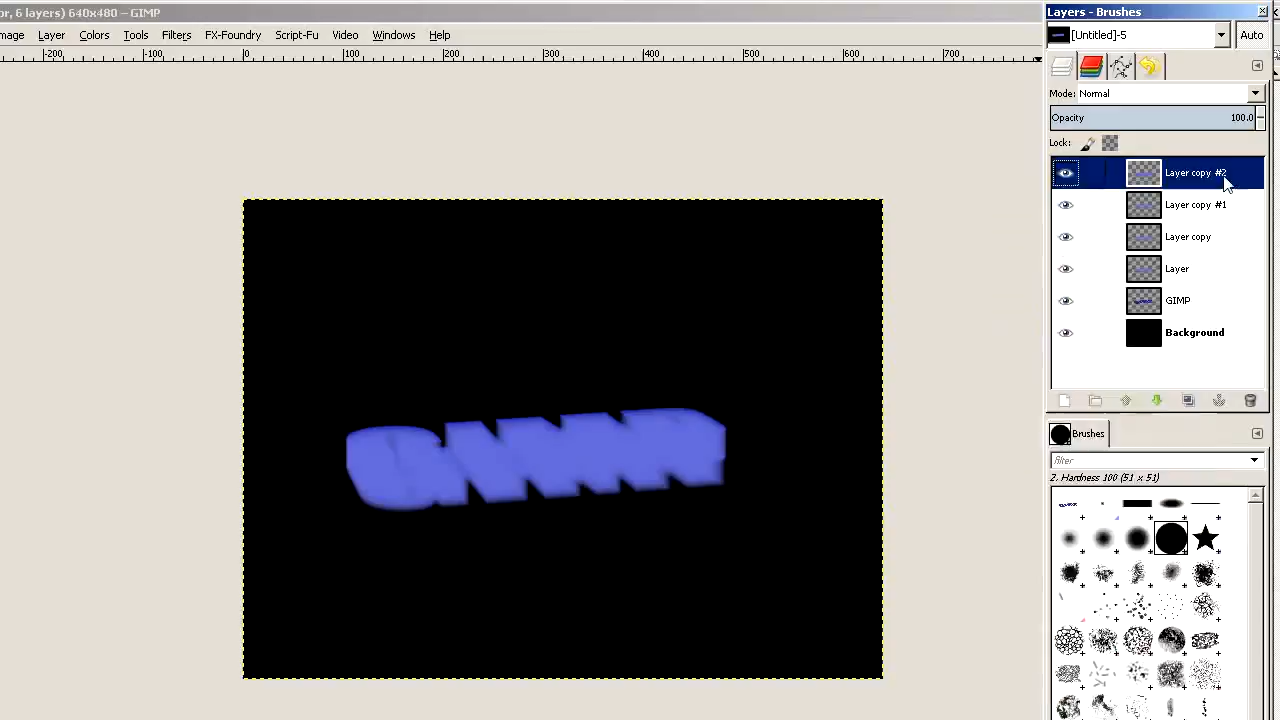 or, 6 layers) 640x480 – GIMP
Layers - Brushes
[Untitled]-5
Auto
mage Layer Colors Tools Filters FX-Foundry Script-Fu Video Windows Help
-200 -100 0 100 200 300 400 500 600 700
Mode: Normal
Opacity 100.0
Lock:
Layer copy #2
Layer copy #1
Layer copy
Layer
GIMP
Background
Brushes
filter
2. Hardness 100 (51 x 51)